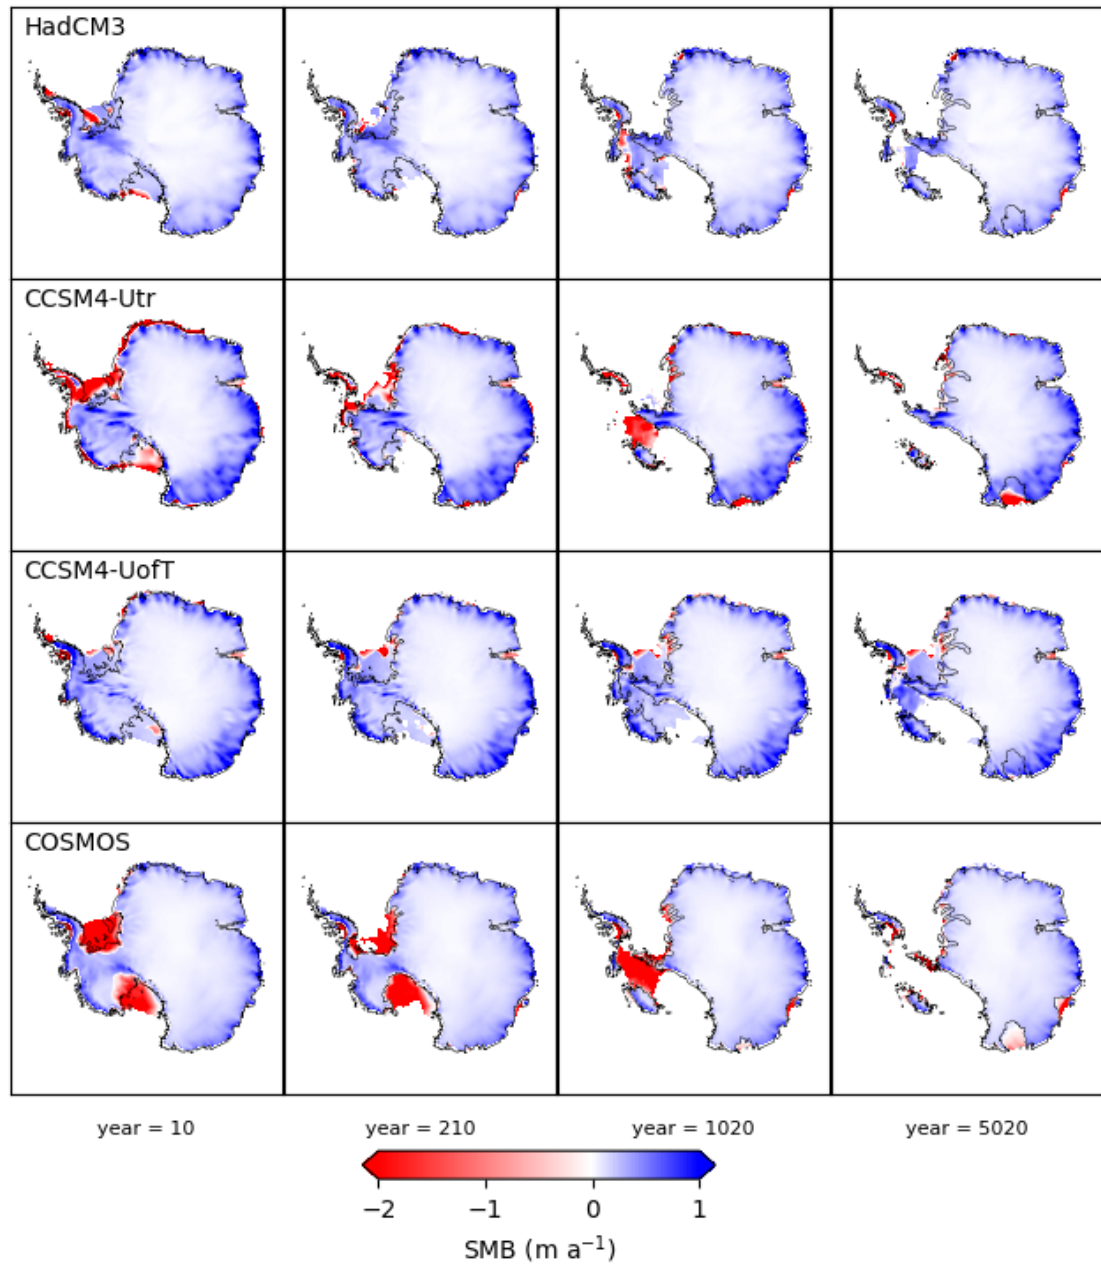 HadCM3
CCSM4-Utr
CCSM4-UofT
COSMOS
year = 10
year = 210
year = 1020
year = 5020
−2
−1
0
1
SMB (m a⁻¹)